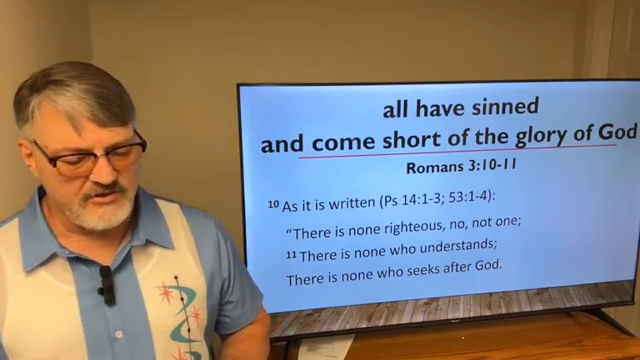 all have sinned
and come short of the glory of God
Romans 3:10-11
10 As it is written (Ps 14:1-3; 53:1-4):
“There is none righteous, no, not one;
11 There is none who understands;
There is none who seeks after God.